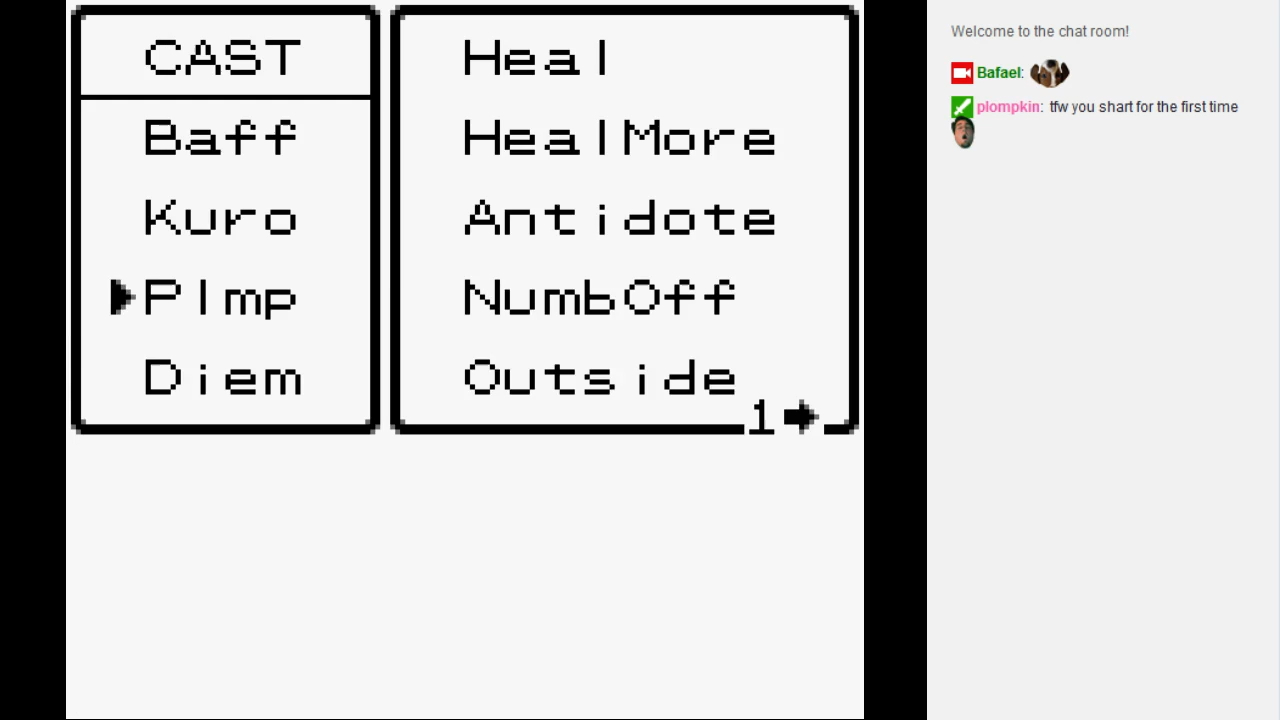 CAST
Baff
Kuro
Plmp
Diem
Heal
HealMore
Antidote
NumbOff
Outside
1
Welcome to the chat room!
Bafael:
plompkin: tfw you shart for the first time